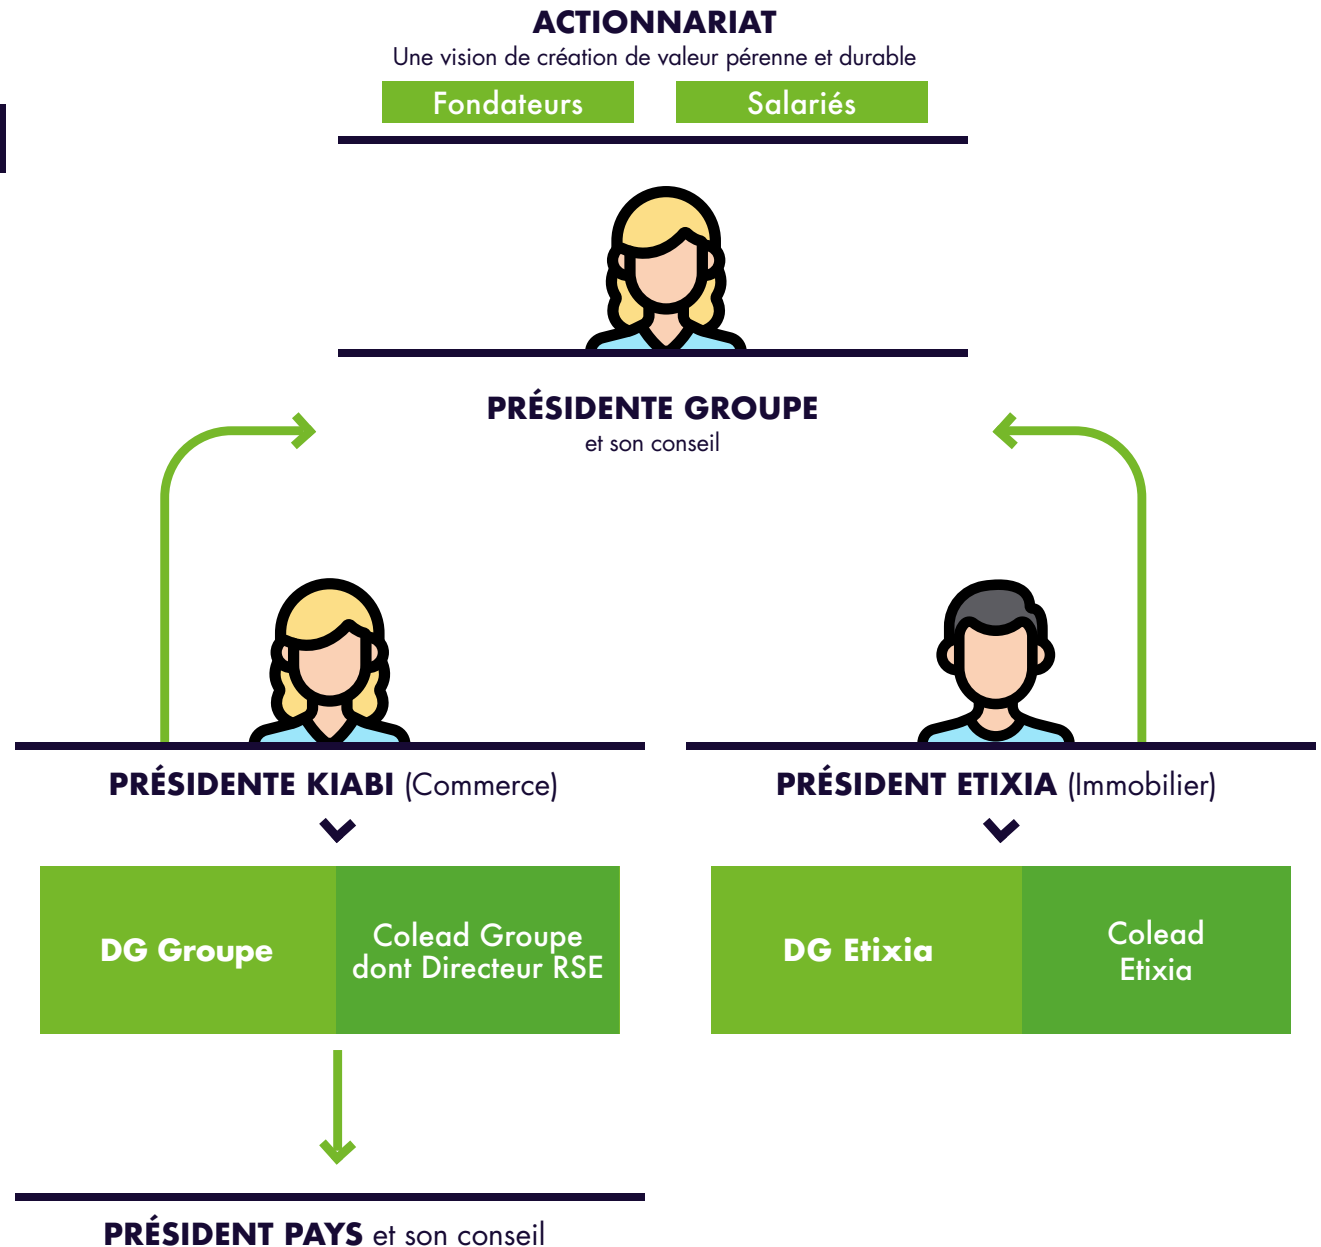 ACTIONNARIAT
Une vision de création de valeur pérenne et durable
Fondateurs
Salariés
PRÉSIDENTE GROUPE
et son conseil
PRÉSIDENTE KIABI (Commerce)
PRÉSIDENT ETIXIA (Immobilier)
DG Groupe
Colead Groupe
dont Directeur RSE
DG Etixia
Colead
Etixia
PRÉSIDENT PAYS et son conseil